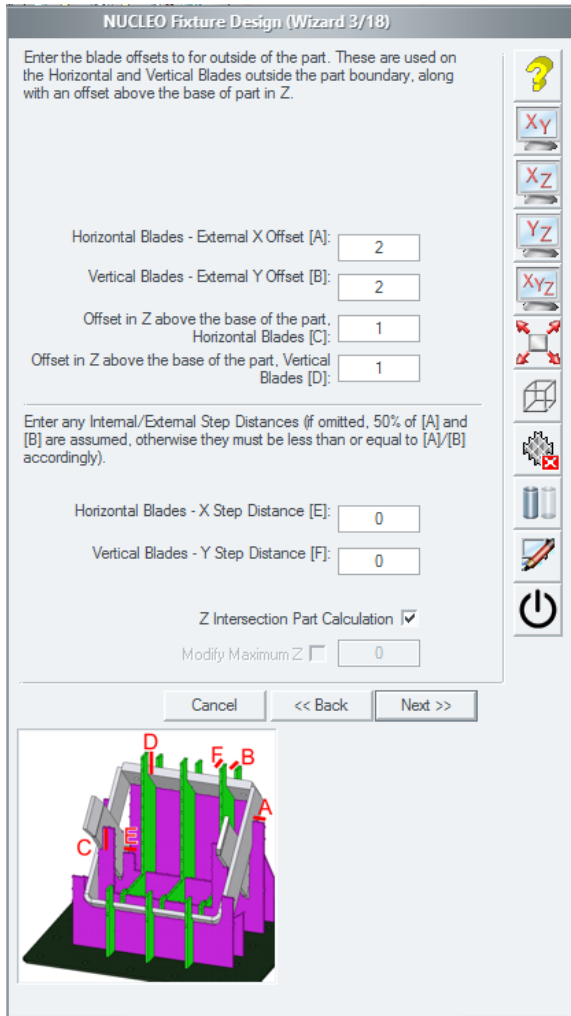 NUCLEO Fixture Design (Wizard 3/18)
Enter the blade offsets to for outside of the part. These are used on
the Horizontal and Vertical Blades outside the part boundary, along
with an offset above the base of part in Z.
XY
XZ
YZ
XYZ
Horizontal Blades - External X Offset [A]: 2
Vertical Blades - External Y Offset [B]: 2
Offset in Z above the base of the part,
Horizontal Blades [C]: 1
Offset in Z above the base of the part, Vertical
Blades [D]: 1
Enter any Internal/External Step Distances (if omitted, 50% of [A] and
[B] are assumed, otherwise they must be less than or equal to [A]/[B]
accordingly).
Horizontal Blades - X Step Distance [E]: 0
Vertical Blades - Y Step Distance [F]: 0
Z Intersection Part Calculation
Modify Maximum Z 0
Cancel << Back Next >>
D
F B
A
C E